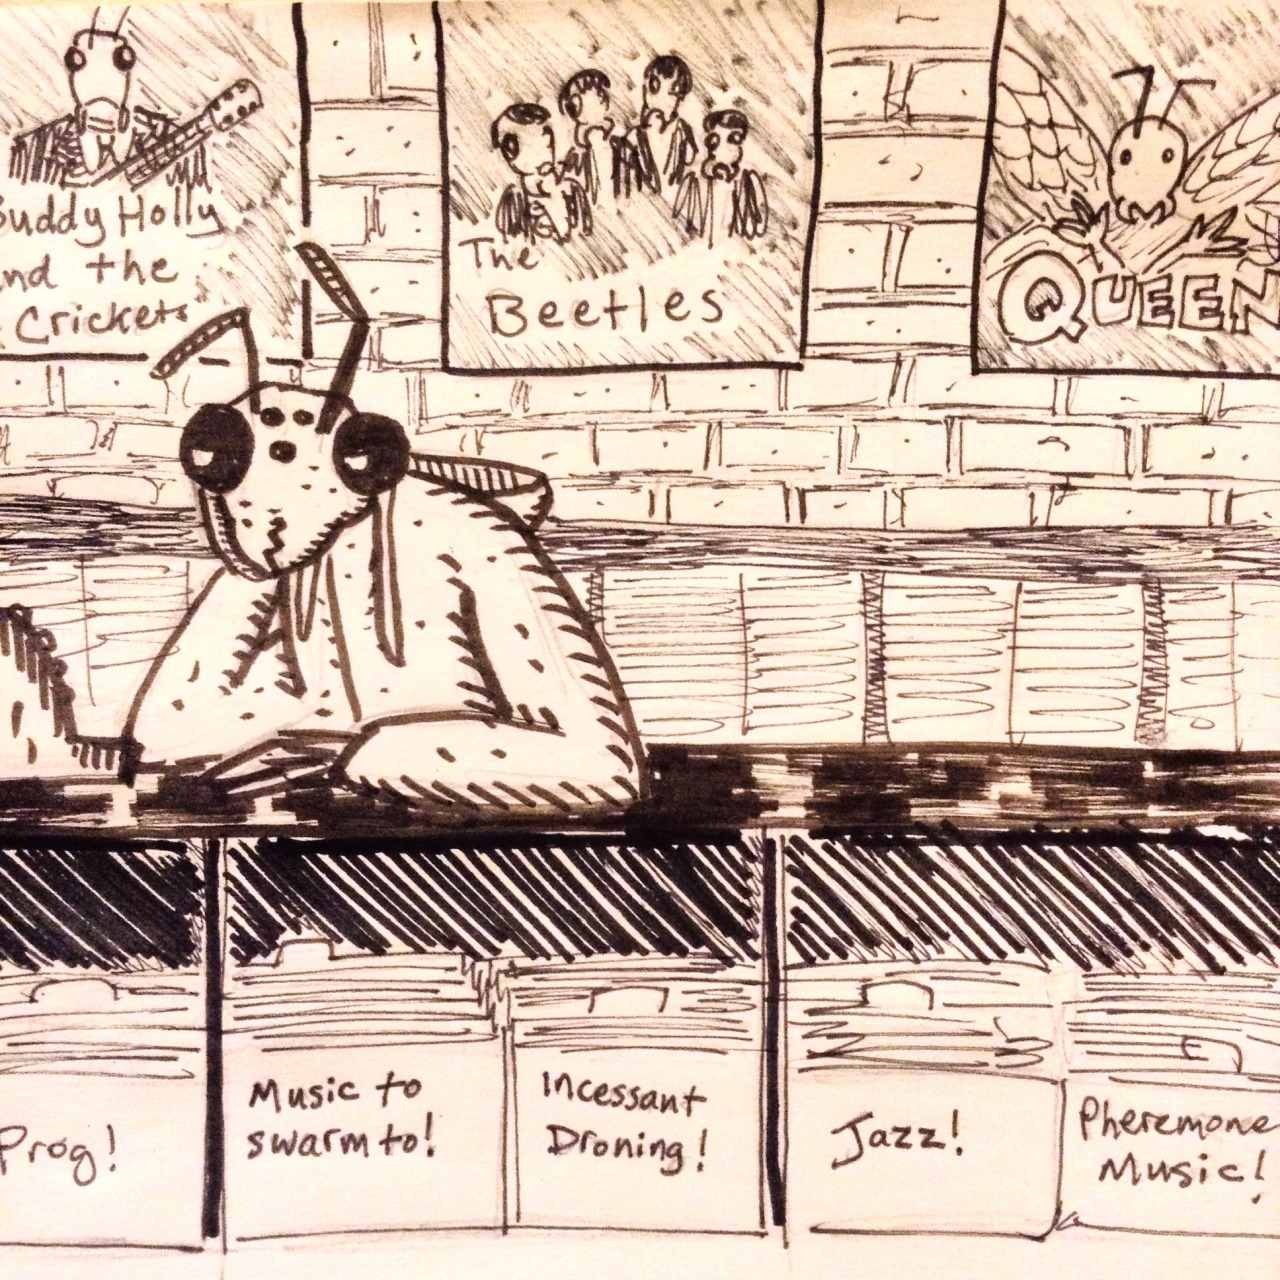 Buddy Holly
and the
Crickets
The
Beetles
QUEEN
Prog!
Music to
swarm to!
Incessant
Droning!
Jazz!
Pheremone
Music!